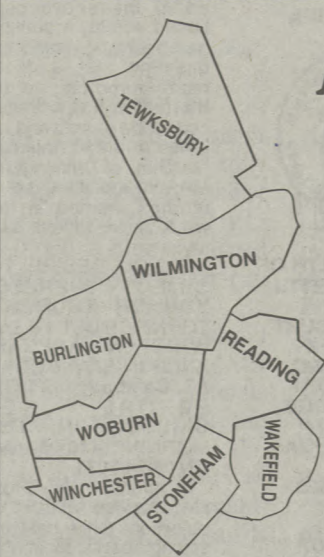 TEWKSBURY
WILMINGTON
BURLINGTON
READING
WOBURN
WAKEFIELD
WINCHESTER
STONEHAM